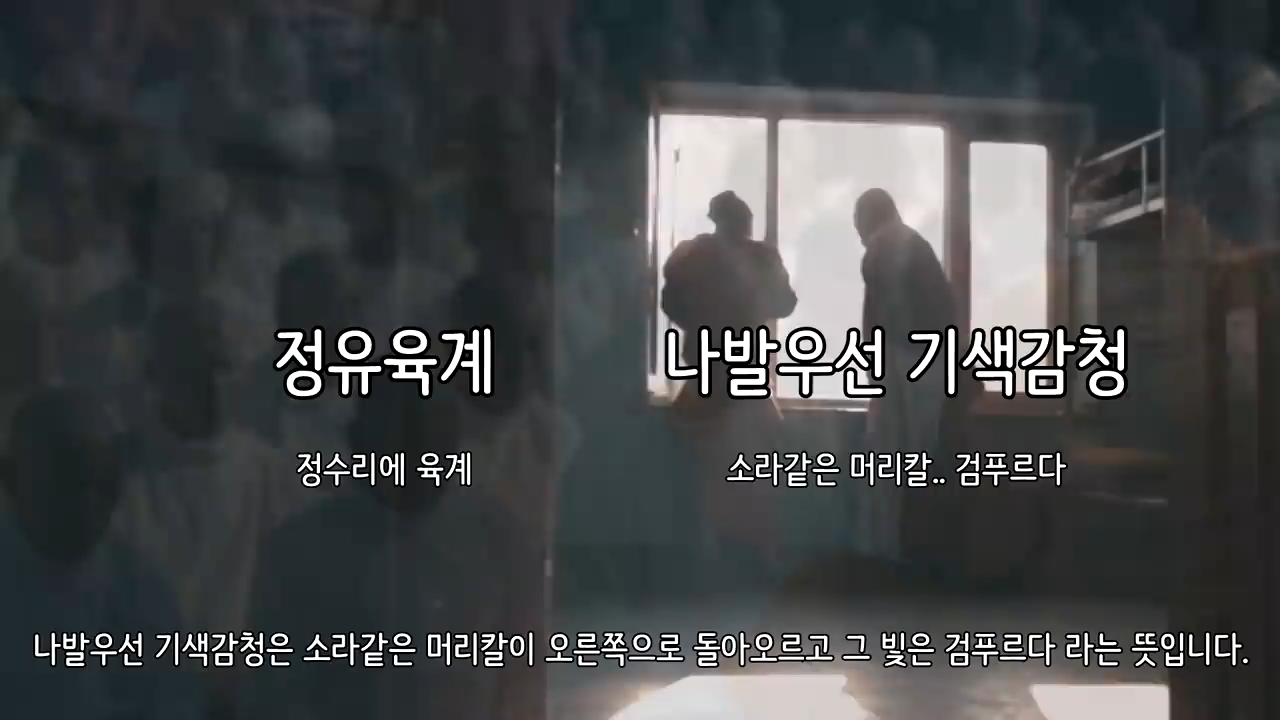 정유육계 나발우선 기색감청
정수리에 육계 소라같은 머리칼.. 검푸르다
나발우선 기색감청은 소라같은 머리칼이 오른쪽으로 돌아오르고 그 빛은 검푸르다 라는 뜻입니다.